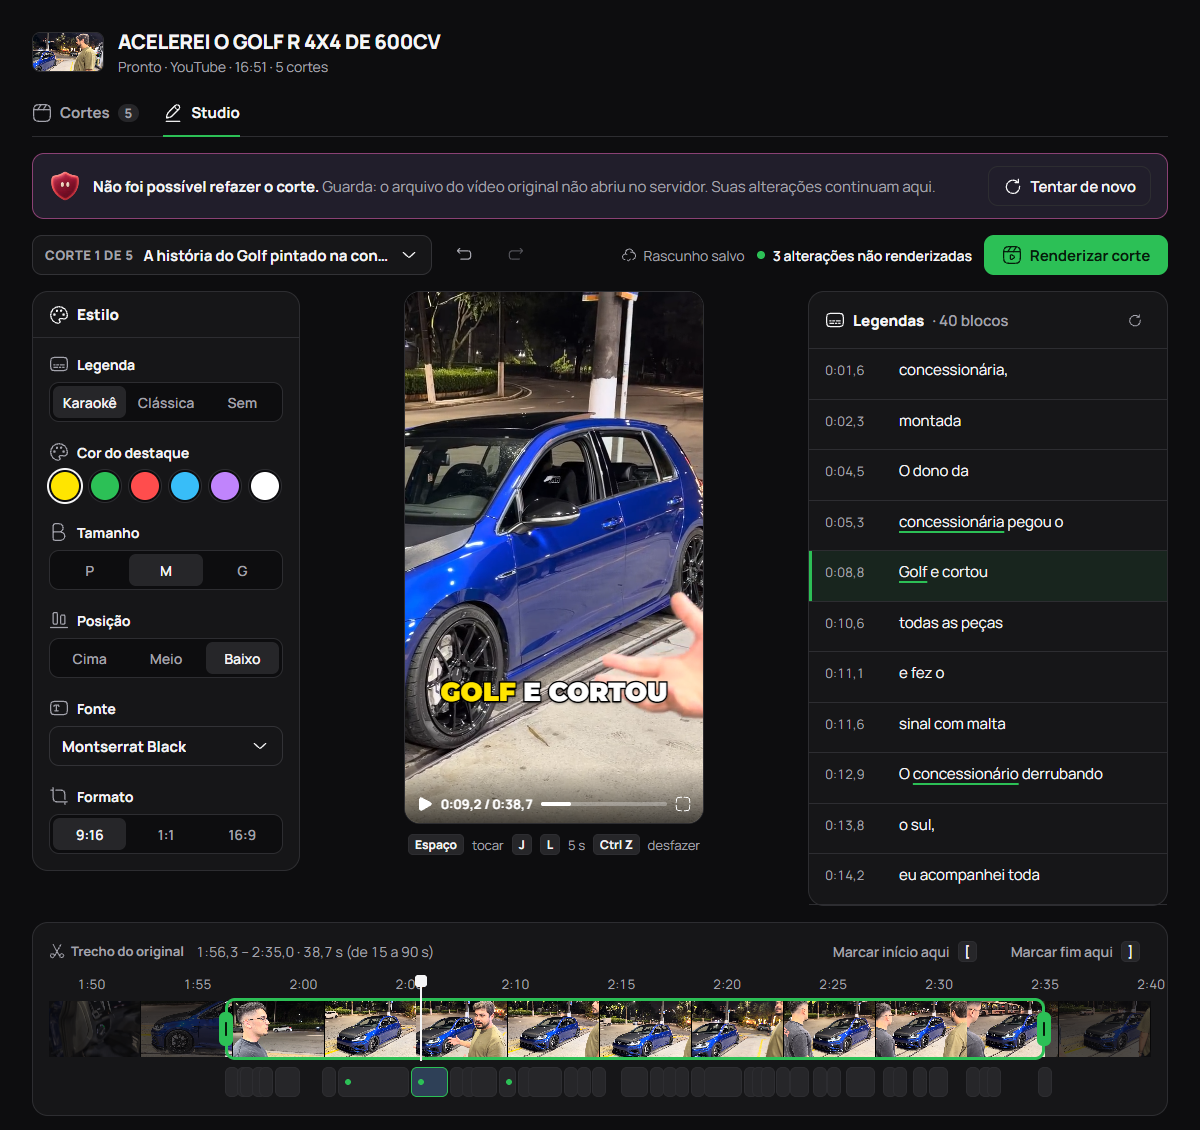 ACELEREI O GOLF R 4X4 DE 600CV
Pronto · YouTube · 16:51 · 5 cortes
Cortes 5 Studio
Não foi possível refazer o corte. Guarda: o arquivo do vídeo original não abriu no servidor. Suas alterações continuam aqui.
Tentar de novo
CORTE 1 DE 5 A história do Golf pintado na con...
Rascunho salvo
3 alterações não renderizadas
Renderizar corte
Estilo
Legenda
Karaokê Clássica Sem
Cor do destaque
Tamanho
P M G
Posição
Cima Meio Baixo
Fonte
Montserrat Black
Formato
9:16 1:1 16:9
GOLF E CORTOU
0:09,2 / 0:38,7
Espaço tocar J L 5 s Ctrl Z desfazer
Legendas · 40 blocos
0:01,6 concessionária,
0:02,3 montada
0:04,5 O dono da
0:05,3 concessionária pegou o
0:08,8 Golf e cortou
0:10,6 todas as peças
0:11,1 e fez o
0:11,6 sinal com malta
0:12,9 O concessionário derrubando
0:13,8 o sul,
0:14,2 eu acompanhei toda
Trecho do original 1:56,3 – 2:35,0 · 38,7 s (de 15 a 90 s)
Marcar início aqui [ Marcar fim aqui ]
1:50 1:55 2:00 2:0 2:10 2:15 2:20 2:25 2:30 2:35 2:40